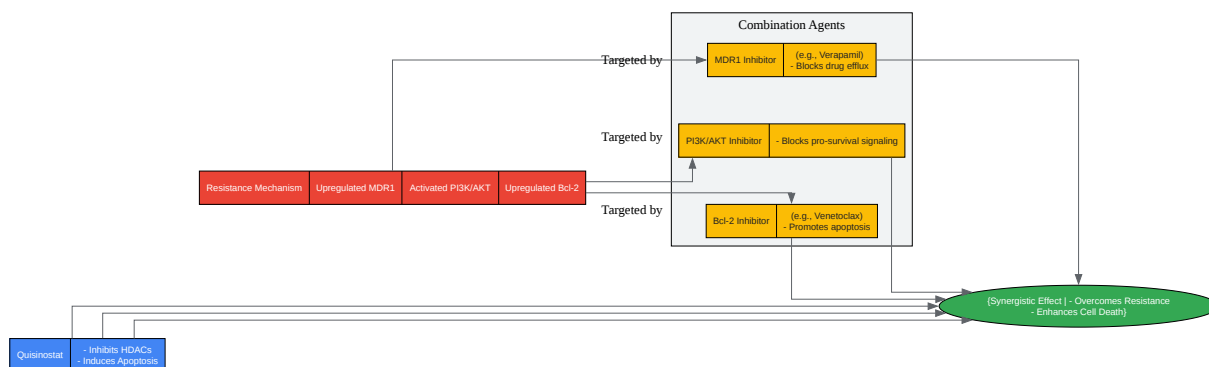 Combination Agents
Targeted by
MDR1 Inhibitor
(e.g., Verapamil)
- Blocks drug efflux
Targeted by
PI3K/AKT Inhibitor
- Blocks pro-survival signaling
Resistance Mechanism
Upregulated MDR1
Activated PI3K/AKT
Upregulated Bcl-2
Targeted by
Bcl-2 Inhibitor
(e.g., Venetoclax)
- Promotes apoptosis
{Synergistic Effect | - Overcomes Resistance
- Enhances Cell Death}
Quisinostat
- Inhibits HDACs
- Induces Apoptosis